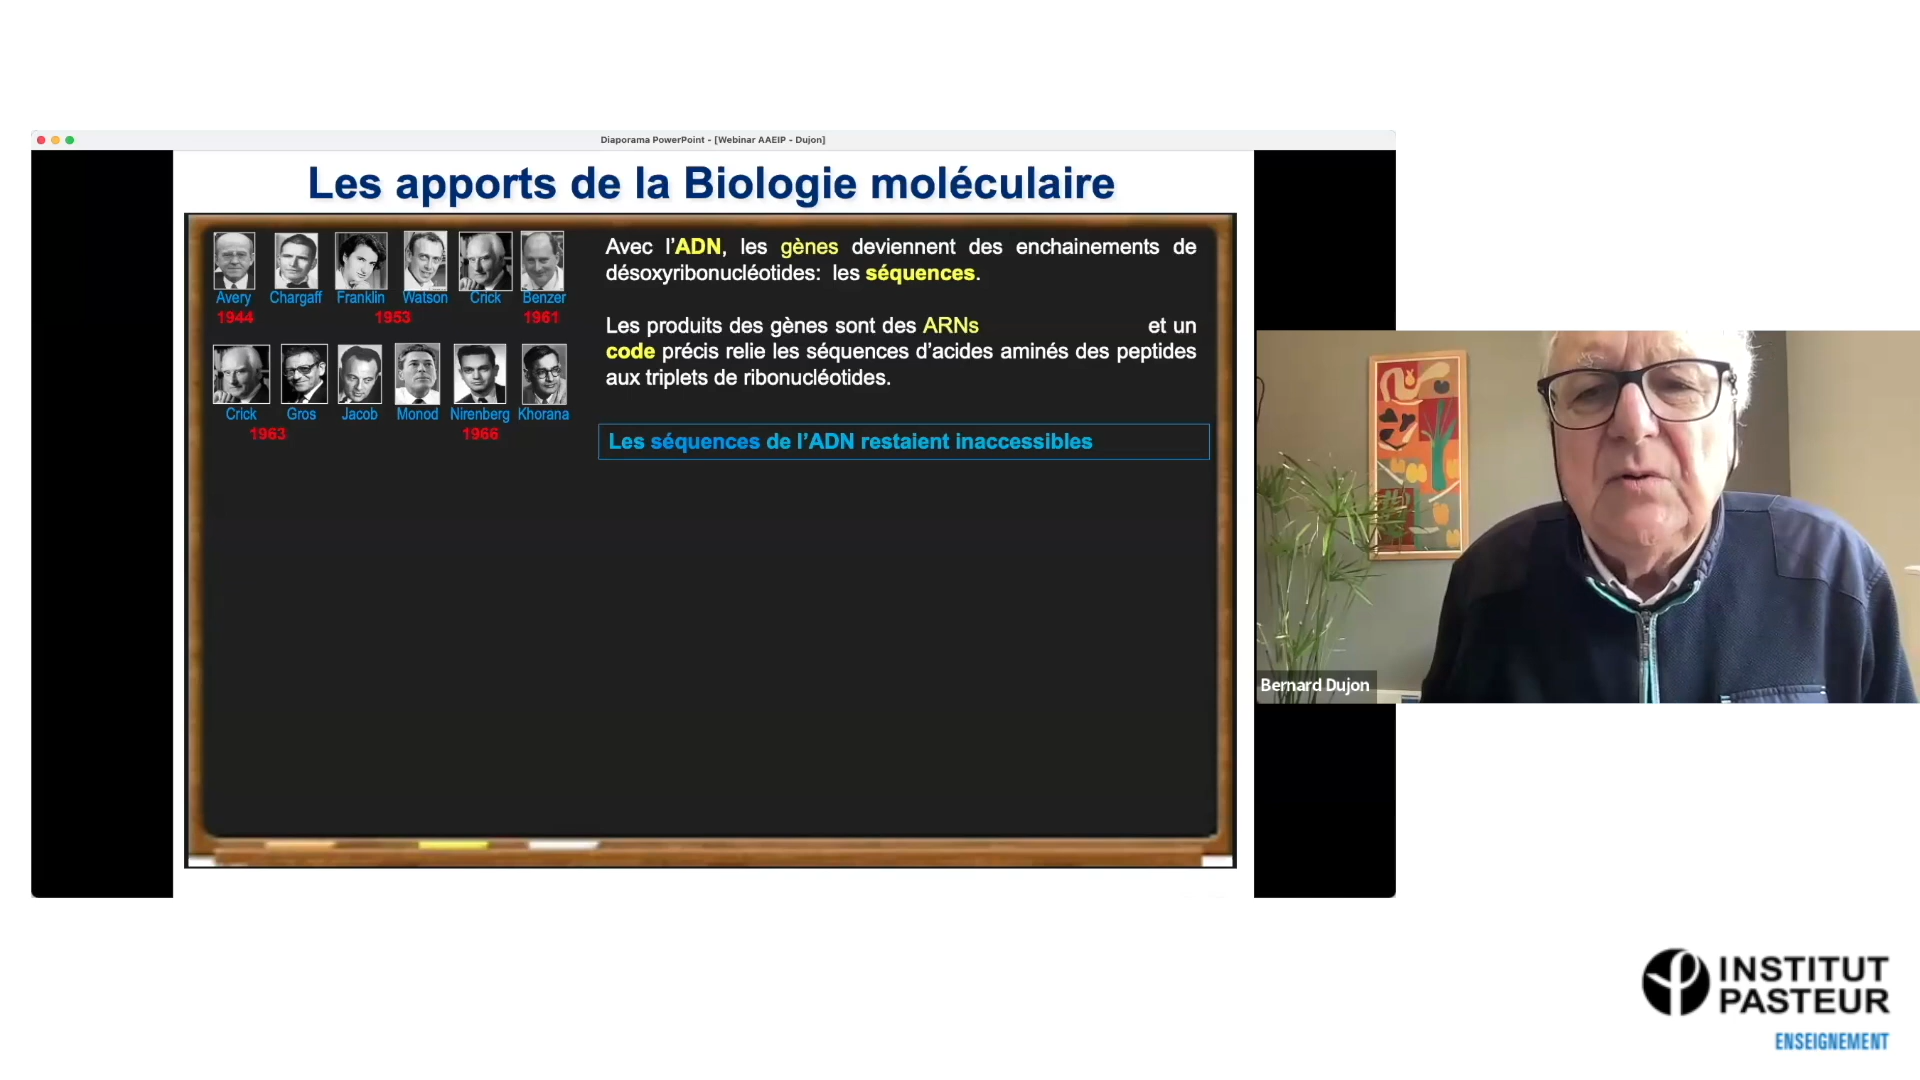 Diaporama PowerPoint - [Webinar AAEIP - Dujon]
Les apports de la Biologie moléculaire
Avery Chargaff Franklin Watson Crick Benzer
1944 1953 1961
Crick Gros Jacob Monod Nirenberg Khorana
1963 1966
Avec l’ADN, les gènes deviennent des enchainements de
désoxyribonucléotides: les séquences.
Les produits des gènes sont des ARNs et un
code précis relie les séquences d’acides aminés des peptides
aux triplets de ribonucléotides.
Les séquences de l’ADN restaient inaccessibles
Bernard Dujon
INSTITUT
PASTEUR
ENSEIGNEMENT